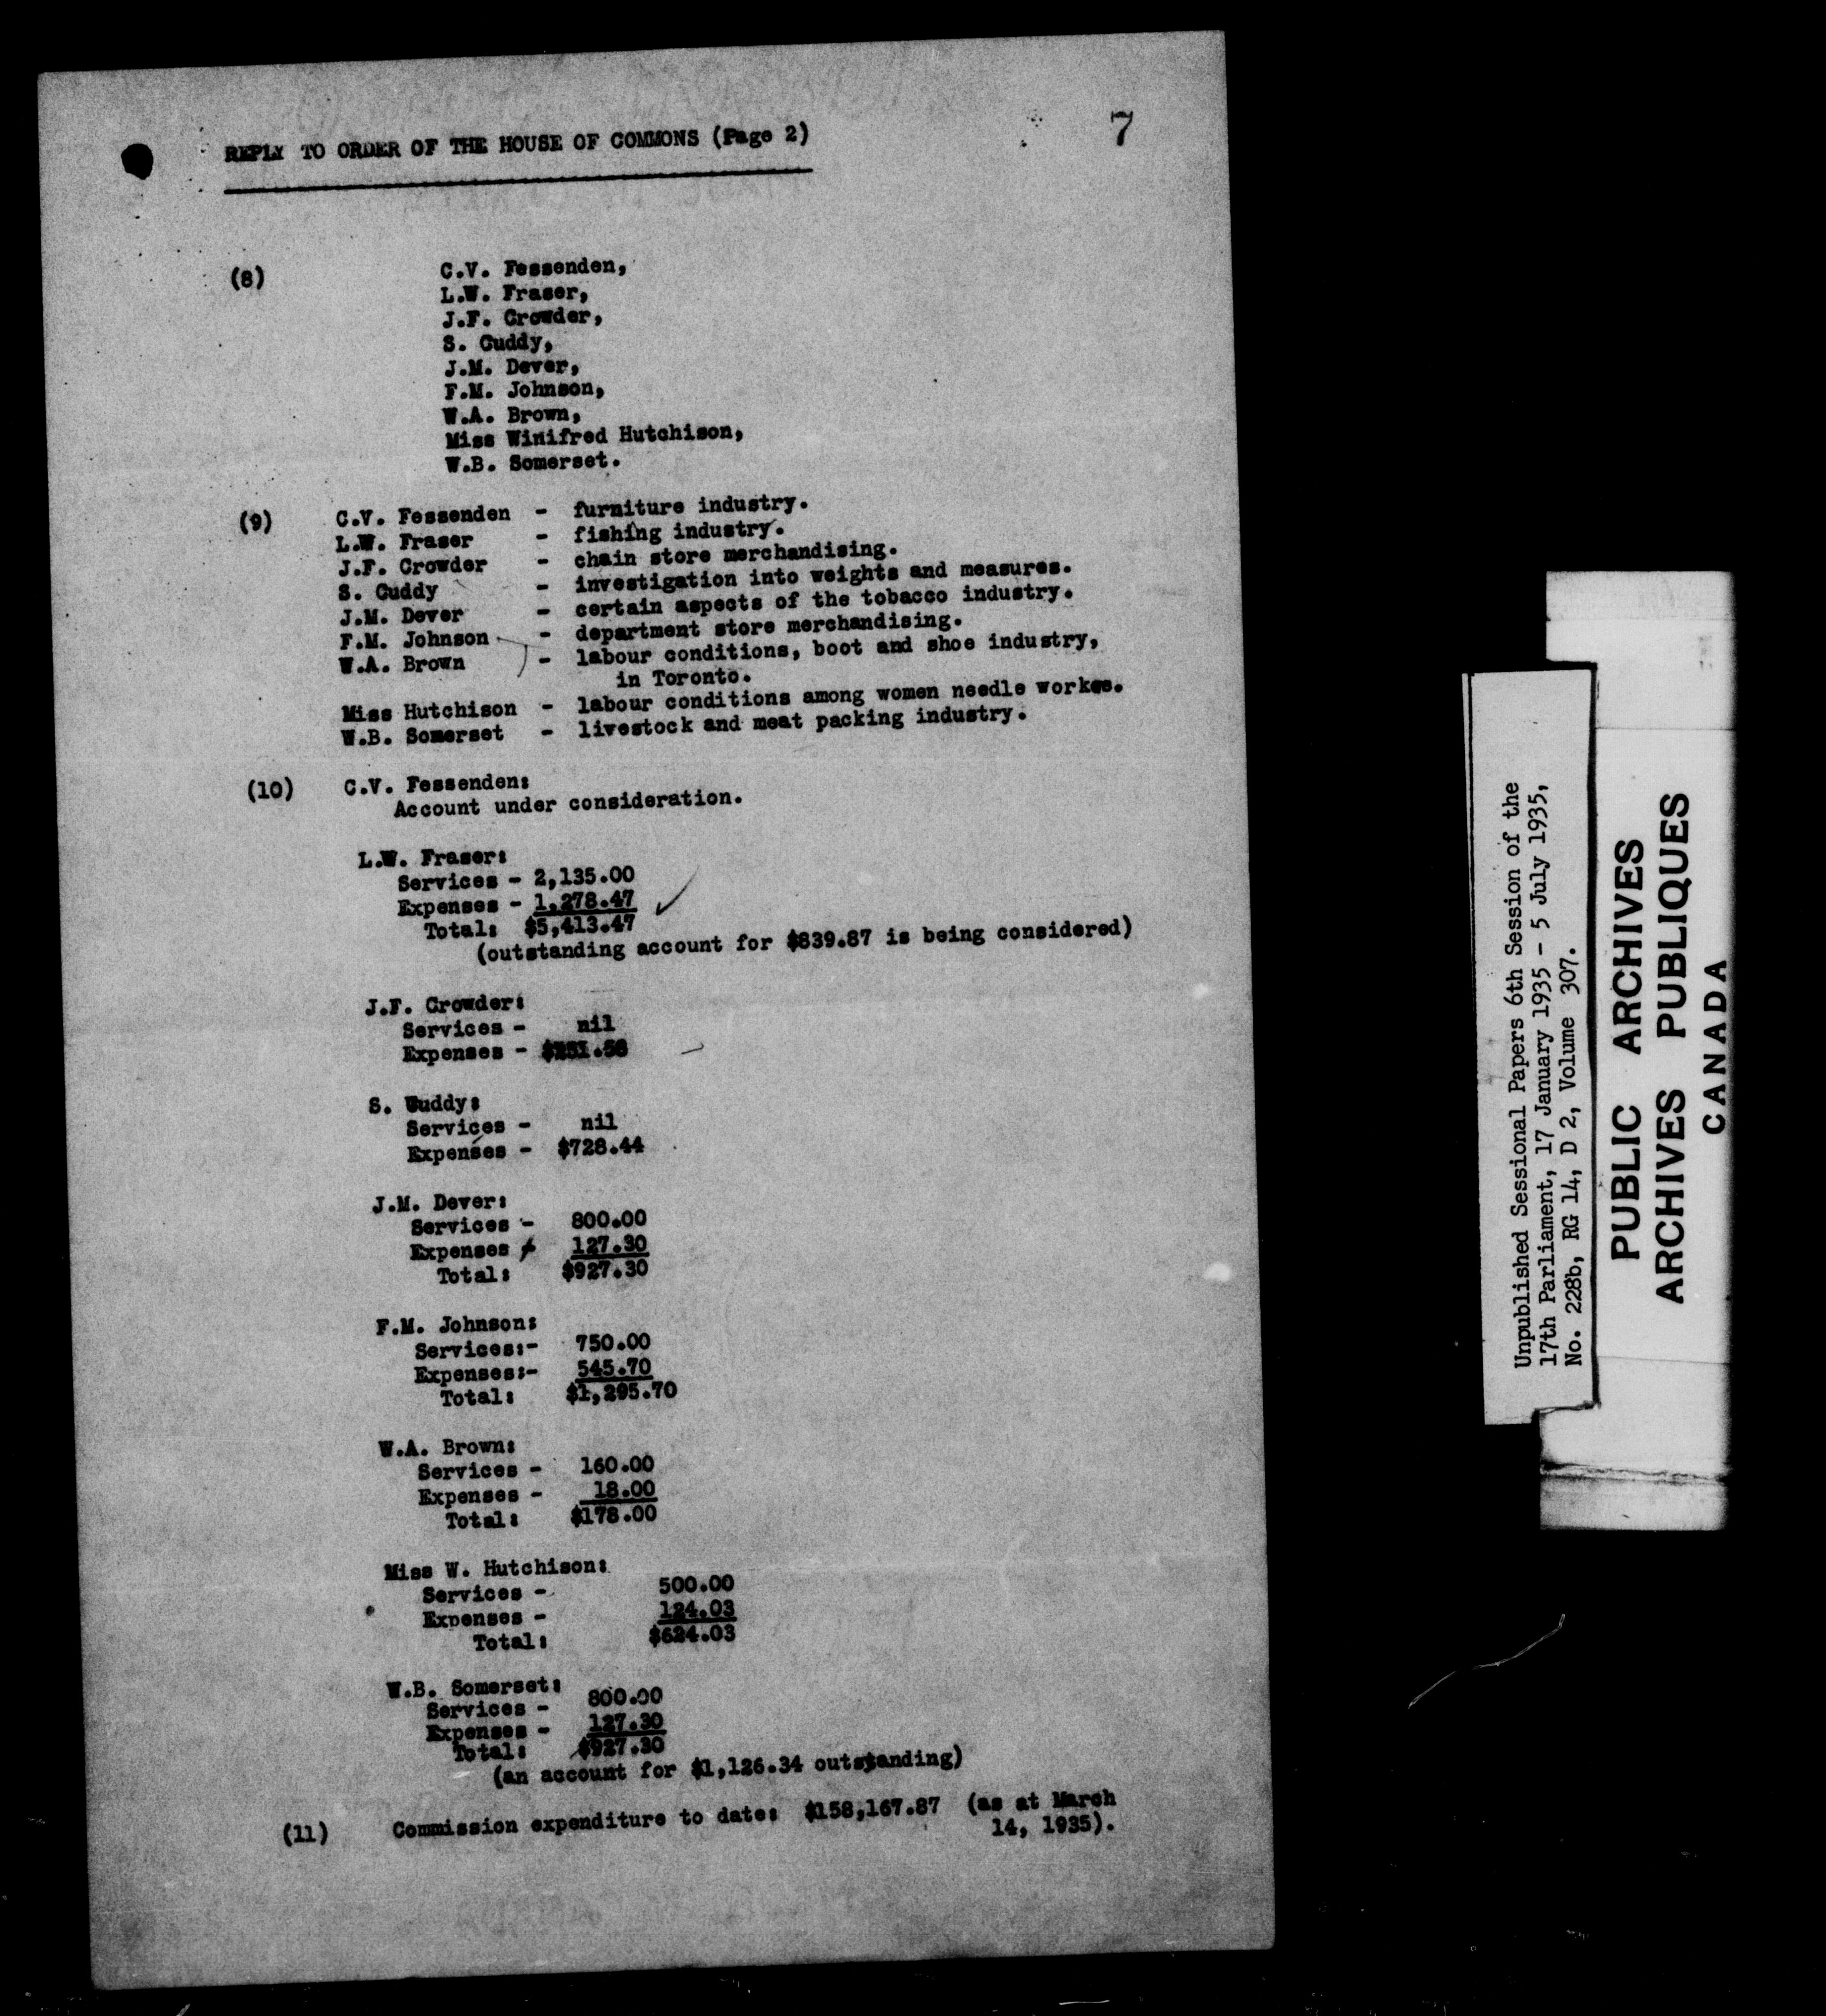 REPLY TO ORDER OF THE HOUSE OF COMMONS (Page 2)
7
(8) C.V. Fessenden,
L.W. Fraser,
J.F. Crowder,
S. Cuddy,
J.M. Dever,
F.M. Johnson,
W.A. Brown,
Miss Winifred Hutchison,
W.B. Somerset.
(9) C.V. Fessenden - furniture industry.
L.W. Fraser - fishing industry.
J.F. Crowder - chain store merchandising.
S. Cuddy - investigation into weights and measures.
J.M. Dever - certain aspects of the tobacco industry.
F.M. Johnson - department store merchandising.
W.A. Brown - labour conditions, boot and shoe industry,
in Toronto.
Miss Hutchison - labour conditions among women needle workes.
W.B. Somerset - livestock and meat packing industry.
(10) C.V. Fessenden:
Account under consideration.
L.W. Fraser:
Services - 2,135.00
Expenses - 1,278.47
Total: $5,413.47
(outstanding account for $839.87 is being considered)
J.F. Crowder:
Services - nil
Expenses -
S. Cuddy:
Services - nil
Expenses - $728.44
J.M. Dever:
Services - 800.00
Expenses - 127.30
Total: $927.30
F.M. Johnson:
Services:- 750.00
Expenses:- 545.70
Total: $1,295.70
W.A. Brown:
Services - 160.00
Expenses - 18.00
Total: $178.00
Miss W. Hutchison:
Services - 500.00
Expenses - 124.03
Total: $624.03
W.B. Somerset:
Services - 800.00
Expenses - 127.30
Total: $927.30
(an account for $1,126.34 outstanding)
(11) Commission expenditure to date: $158,167.87 (as at March
14, 1935).
Unpublished Sessional Papers 6th Session of the
17th Parliament, 17 January 1935 - 5 July 1935,
No. 228b, RG 14, D 2, Volume 307.
PUBLIC ARCHIVES
ARCHIVES PUBLIQUES
CANADA